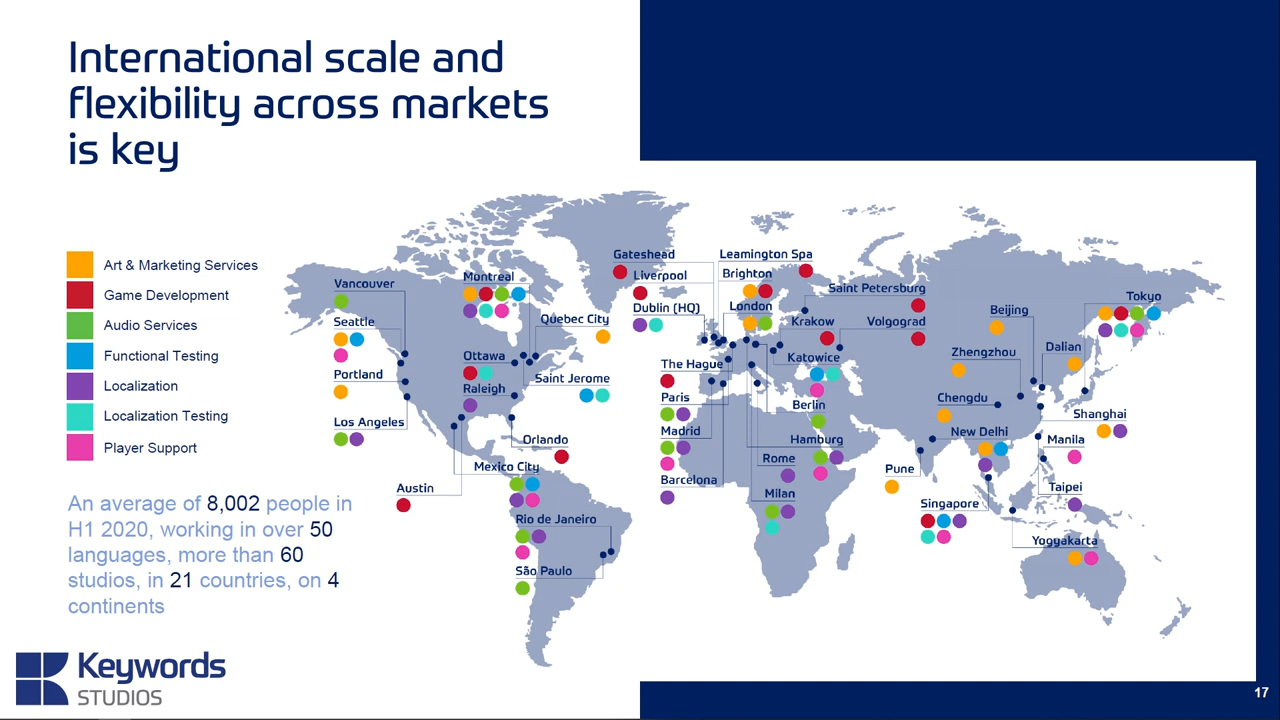 International scale and
flexibility across markets
is key
Art & Marketing Services
Game Development
Audio Services
Functional Testing
Localization
Localization Testing
Player Support
An average of 8,002 people in
H1 2020, working in over 50
languages, more than 60
studios, in 21 countries, on 4
continents
Vancouver
Seattle
Portland
Los Angeles
Austin
Montreal
Quebec City
Ottawa
Saint Jerome
Raleigh
Orlando
Mexico City
Rio de Janeiro
São Paulo
Gateshead
Liverpool
Dublin (HQ)
The Hague
Paris
Madrid
Barcelona
Leamington Spa
Brighton
London
Saint Petersburg
Krakow
Volgograd
Katowice
Berlin
Hamburg
Rome
Milan
Beijing
Zhengzhou
Chengdu
New Delhi
Pune
Singapore
Tokyo
Dalian
Shanghai
Manila
Taipei
Yogyakarta
Keywords
STUDIOS
17